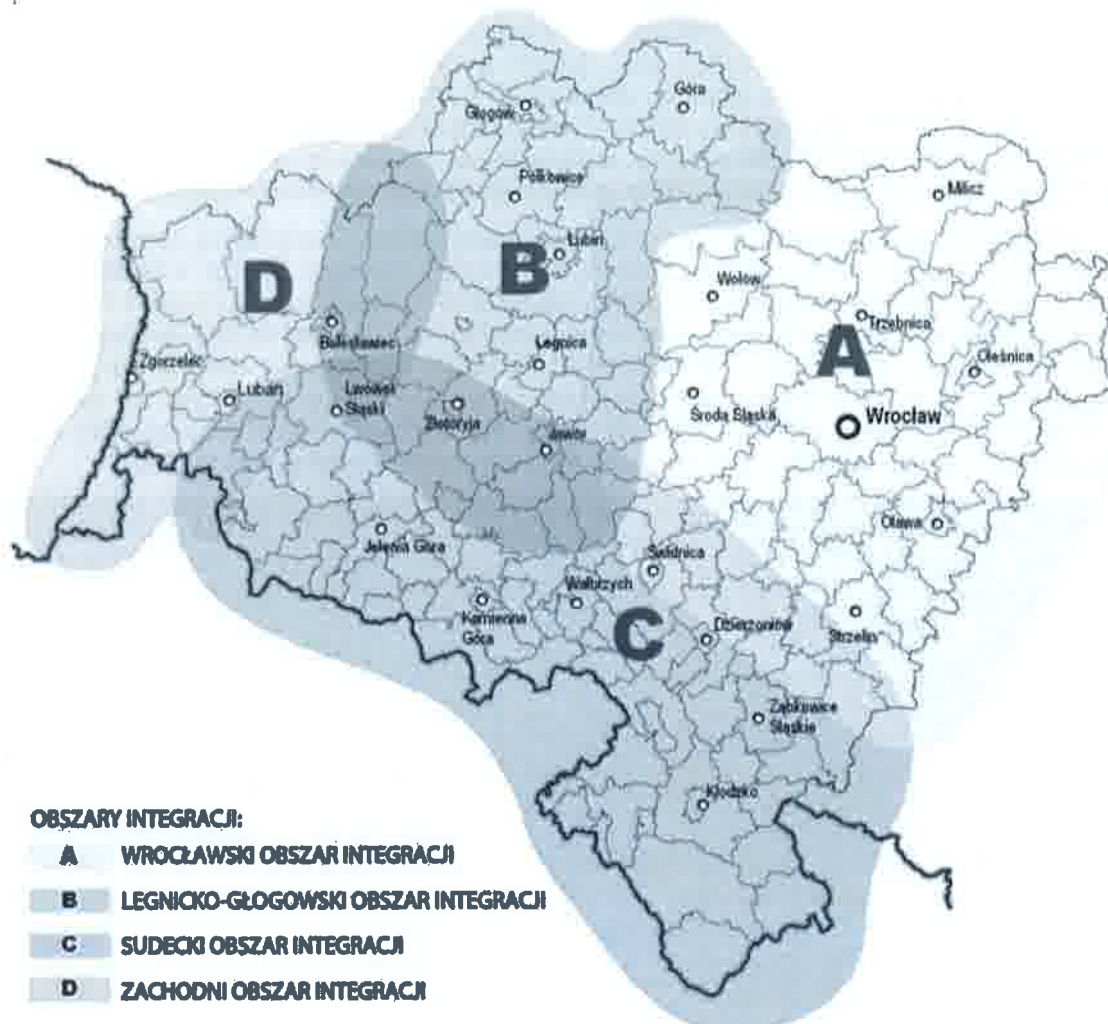 Głogów
Góra
Polkowice
Milicz
Lubin
B
D
Wołów
Trzebnica
Bolesławiec
A
Legnica
Oleśnica
Zgorzelec
Lubań
Lwówek
Śląski
Złotoryja
Środa Śląska
Wrocław
Jawor
Oława
Jelenia Góra
Świdnica
Wałbrzych
Kamienna
Góra
C
Dzierżoniów
Strzelin
Ząbkowice
Śląskie
Kłodzko
OBSZARY INTEGRACJI:
A WROCŁAWSKI OBSZAR INTEGRACJI
B LEGNICKO-GŁOGOWSKI OBSZAR INTEGRACJI
C SUDECKI OBSZAR INTEGRACJI
D ZACHODNI OBSZAR INTEGRACJI